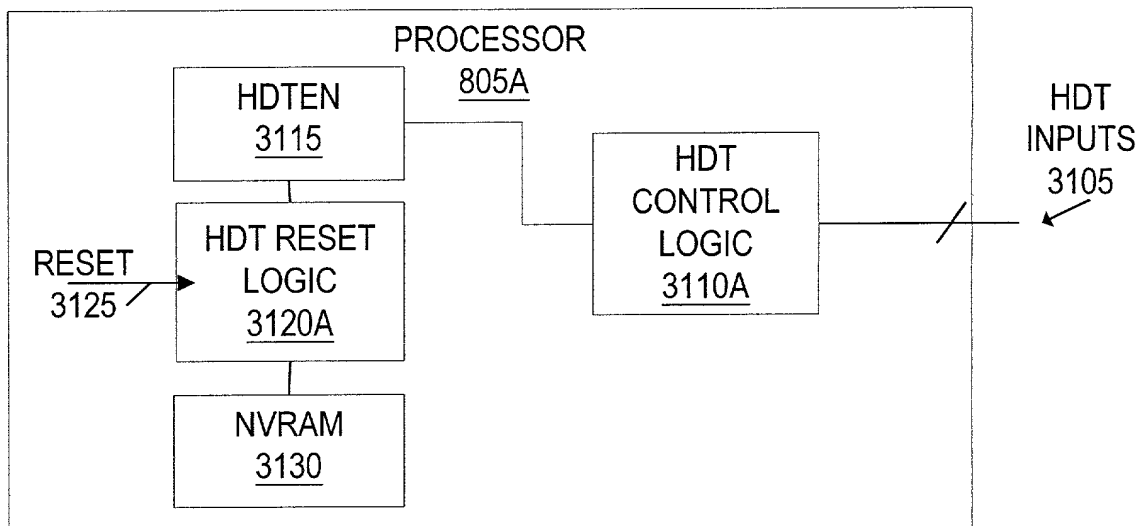 PROCESSOR
805A
HDTEN
3115
HDT RESET
LOGIC
3120A
RESET
3125
NVRAM
3130
HDT
CONTROL
LOGIC
3110A
HDT
INPUTS
3105